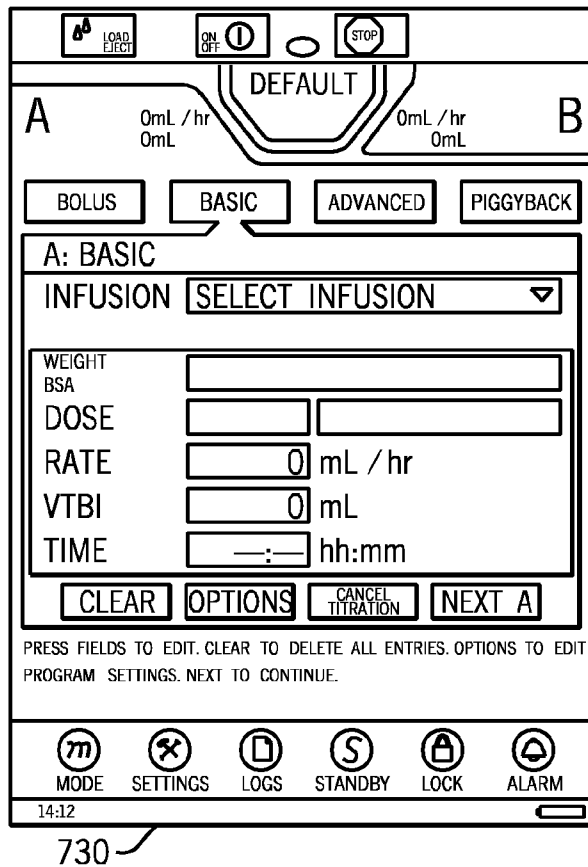 LOAD EJECT ON OFF STOP
DEFAULT
A 0mL / hr 0mL / hr B
0mL 0mL
BOLUS BASIC ADVANCED PIGGYBACK
A: BASIC
INFUSION SELECT INFUSION
WEIGHT
BSA
DOSE
RATE 0 mL / hr
VTBI 0 mL
TIME —:— hh:mm
CLEAR OPTIONS CANCEL TITRATION NEXT A
PRESS FIELDS TO EDIT. CLEAR TO DELETE ALL ENTRIES. OPTIONS TO EDIT
PROGRAM SETTINGS. NEXT TO CONTINUE.
m S
MODE SETTINGS LOGS STANDBY LOCK ALARM
14:12
730